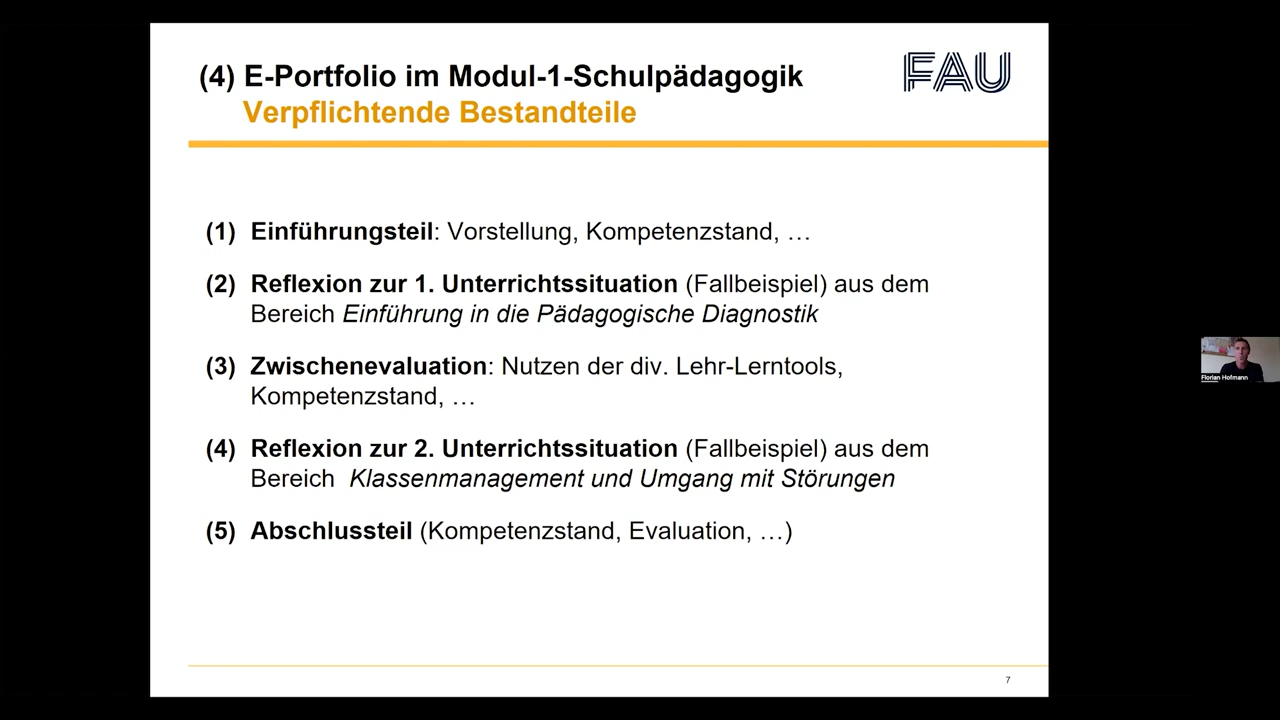 (4) E-Portfolio im Modul-1-Schulpädagogik
Verpflichtende Bestandteile
FAU
(1) Einführungsteil: Vorstellung, Kompetenzstand, …
(2) Reflexion zur 1. Unterrichtssituation (Fallbeispiel) aus dem
Bereich Einführung in die Pädagogische Diagnostik
(3) Zwischenevaluation: Nutzen der div. Lehr-Lerntools,
Kompetenzstand, …
(4) Reflexion zur 2. Unterrichtssituation (Fallbeispiel) aus dem
Bereich Klassenmanagement und Umgang mit Störungen
(5) Abschlussteil (Kompetenzstand, Evaluation, …)
Florian Hofmann
7